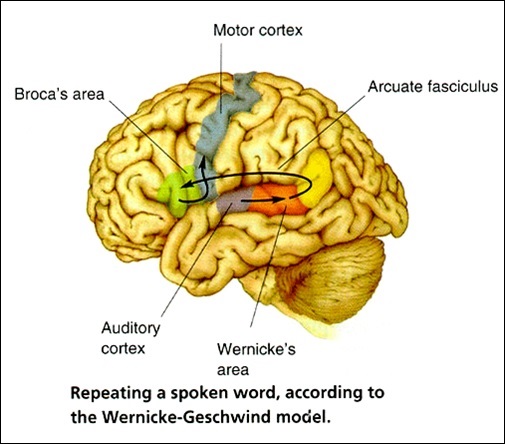 Motor cortex
Broca's area
Arcuate fasciculus
Auditory
cortex
Wernicke's
area
Repeating a spoken word, according to
the Wernicke-Geschwind model.